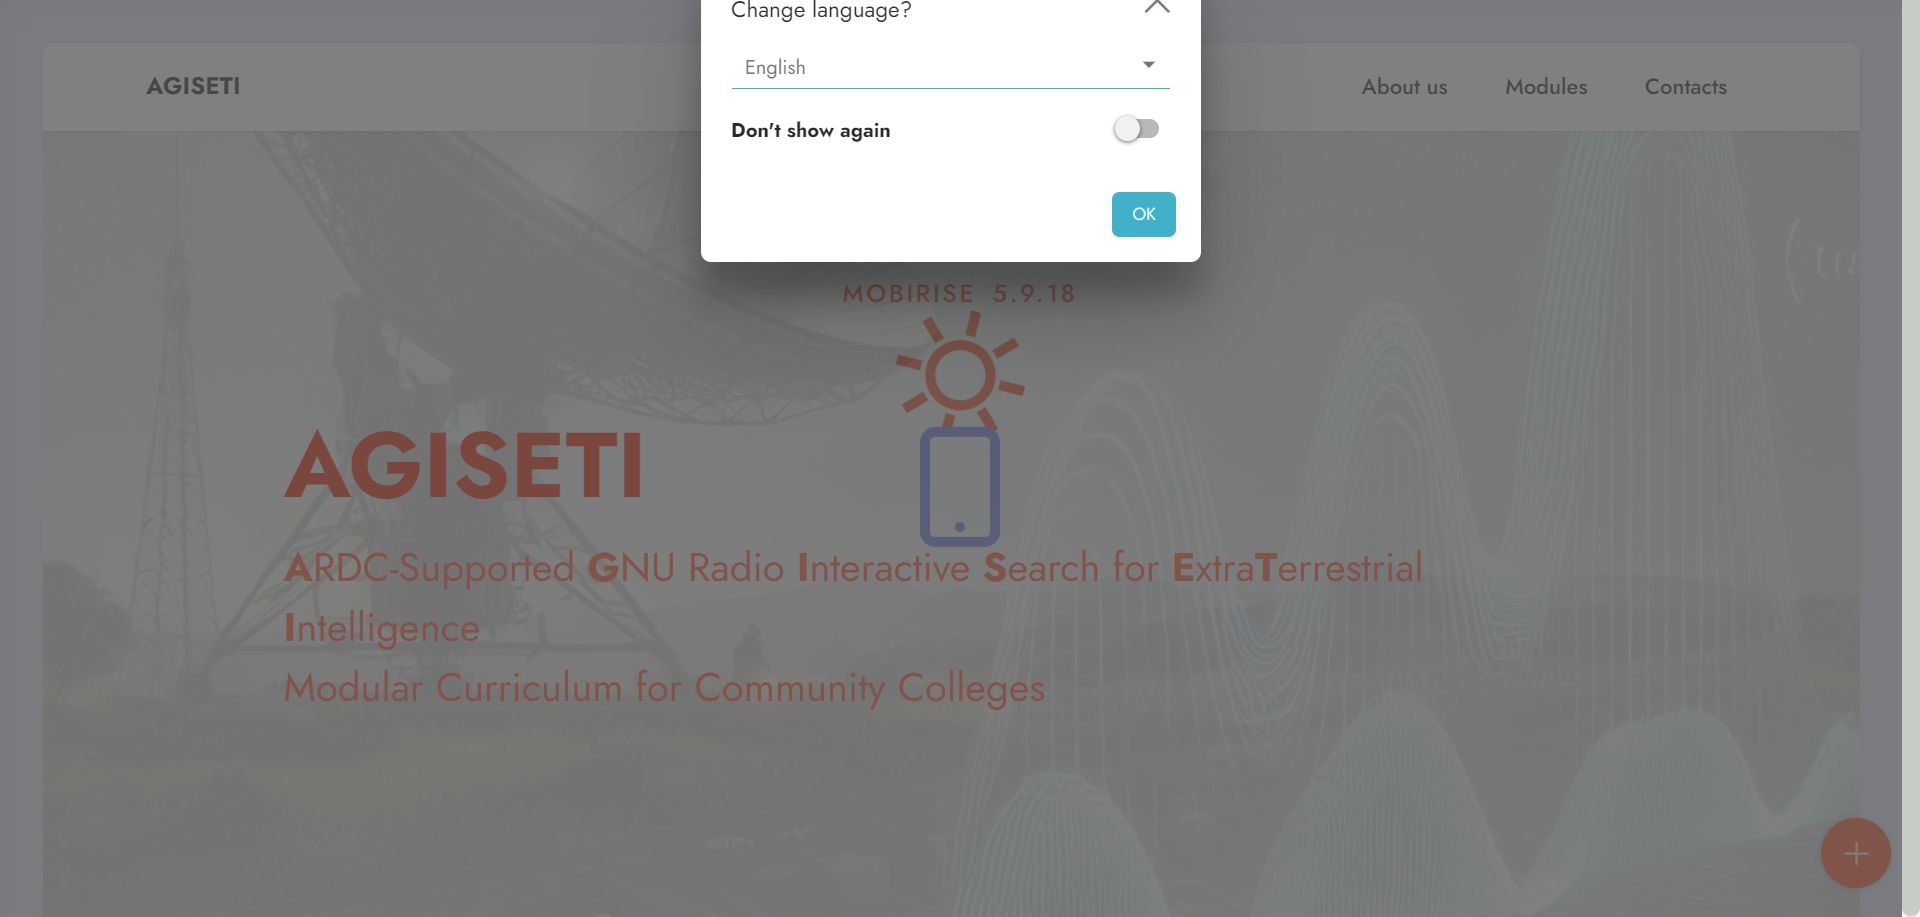 Change language?
English
Don't show again
OK
AGISETI
About us
Modules
Contacts
MOBIRISE 5.9.18
AGISETI
ARDC-Supported GNU Radio Interactive Search for ExtraTerrestrial
Intelligence
Modular Curriculum for Community Colleges